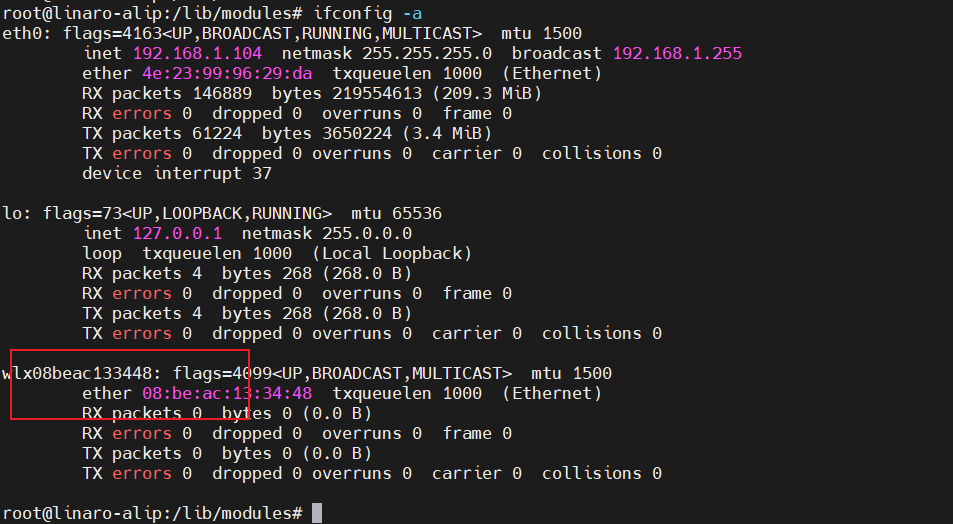 root@linaro-alip:/lib/modules# ifconfig -a
eth0: flags=4163<UP,BROADCAST,RUNNING,MULTICAST>  mtu 1500
        inet 192.168.1.104  netmask 255.255.255.0  broadcast 192.168.1.255
        ether 4e:23:99:96:29:da  txqueuelen 1000  (Ethernet)
        RX packets 146889  bytes 219554613 (209.3 MiB)
        RX errors 0  dropped 0  overruns 0  frame 0
        TX packets 61224  bytes 3650224 (3.4 MiB)
        TX errors 0  dropped 0 overruns 0  carrier 0  collisions 0
        device interrupt 37

lo: flags=73<UP,LOOPBACK,RUNNING>  mtu 65536
        inet 127.0.0.1  netmask 255.0.0.0
        loop  txqueuelen 1000  (Local Loopback)
        RX packets 4  bytes 268 (268.0 B)
        RX errors 0  dropped 0  overruns 0  frame 0
        TX packets 4  bytes 268 (268.0 B)
        TX errors 0  dropped 0 overruns 0  carrier 0  collisions 0

wlx08beac133448: flags=4099<UP,BROADCAST,MULTICAST>  mtu 1500
        ether 08:be:ac:13:34:48  txqueuelen 1000  (Ethernet)
        RX packets 0  bytes 0 (0.0 B)
        RX errors 0  dropped 0  overruns 0  frame 0
        TX packets 0  bytes 0 (0.0 B)
        TX errors 0  dropped 0 overruns 0  carrier 0  collisions 0

root@linaro-alip:/lib/modules#